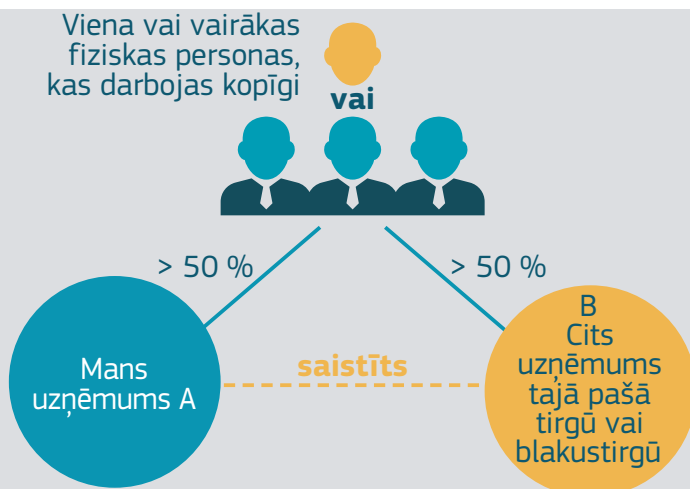 Viena vai vairākas
fiziskas personas,
kas darbojas kopīgi
vai
> 50 %
> 50 %
Mans
uzņēmums A
saistīts
B
Cits
uzņēmums
tajā pašā
tirgū vai
blakustirgū